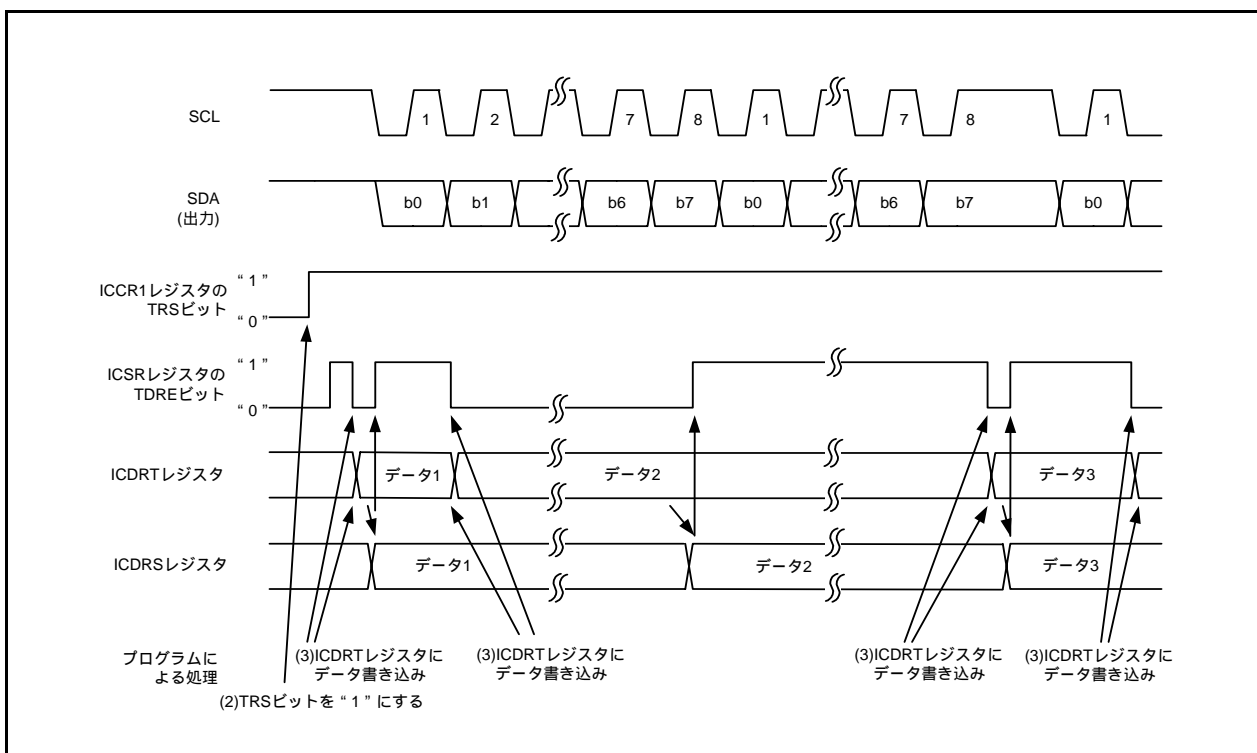 SCL
1 2 7 8 1 7 8 1
SDA
(出力)
b0 b1 b6 b7 b0 b6 b7 b0
ICCR1レジスタの
TRSビット
“ 1 ”
“ 0 ”
ICSRレジスタの
TDREビット
“ 1 ”
“ 0 ”
ICDRTレジスタ
データ1 データ2 データ3
ICDRSレジスタ
データ1 データ2 データ3
プログラムに
よる処理
(3)ICDRTレジスタに
データ書き込み
(3)ICDRTレジスタに
データ書き込み
(3)ICDRTレジスタに
データ書き込み
(3)ICDRTレジスタに
データ書き込み
(2)TRSビットを “ 1 ” にする